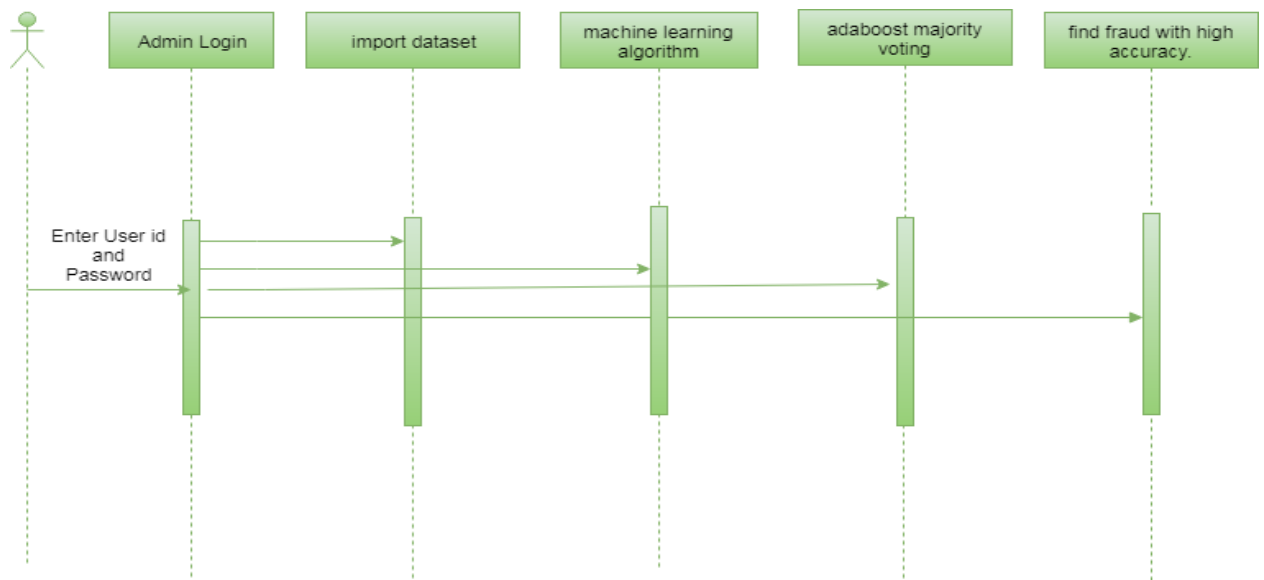 Admin Login
import dataset
machine learning
algorithm
adaboost majority
voting
find fraud with high
accuracy.
Enter User id
and
Password